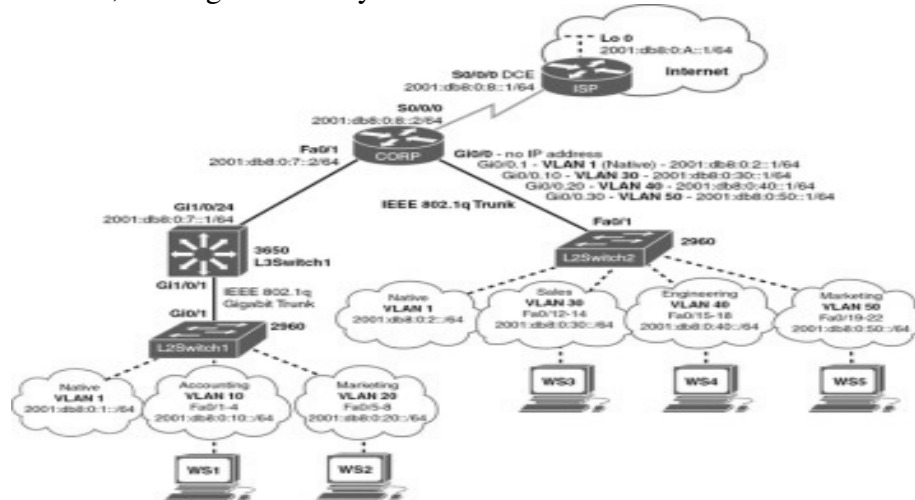 Lo 0
2001:db8:0:A::1/64
Internet
S0/0/0 DCE
2001:db8:0:8::1/64
ISP
S0/0/0
2001:db8:0:8::2/64
Fa0/1
2001:db8:0:7::2/64
CORP
Gi0/0 - no IP address
Gi0/0.1 - VLAN 1 (Native) - 2001:db8:0:2::1/64
Gi0/0.10 - VLAN 30 - 2001:db8:0:30::1/64
Gi0/0.20 - VLAN 40 - 2001:db8:0:40::1/64
Gi0/0.30 - VLAN 50 - 2001:db8:0:50::1/64
IEEE 802.1q Trunk
Fa0/1
2960
L2Switch2
Gi1/0/24
2001:db8:0:7::1/64
3650
L3Switch1
Gi1/0/1
IEEE 802.1q
Gigabit Trunk
Gi0/1
2960
L2Switch1
Native
VLAN 1
2001:db8:0:2::/64
Sales
VLAN 30
Fa0/12-14
2001:db8:0:30::/64
Engineering
VLAN 40
Fa0/15-18
2001:db8:0:40::/64
Marketing
VLAN 50
Fa0/19-22
2001:db8:0:50::/64
WS3
WS4
WS5
Native
VLAN 1
2001:db8:0:1::/64
Accounting
VLAN 10
Fa0/1-4
2001:db8:0:10::/64
Marketing
VLAN 20
Fa0/5-8
2001:db8:0:20::/64
WS1
WS2